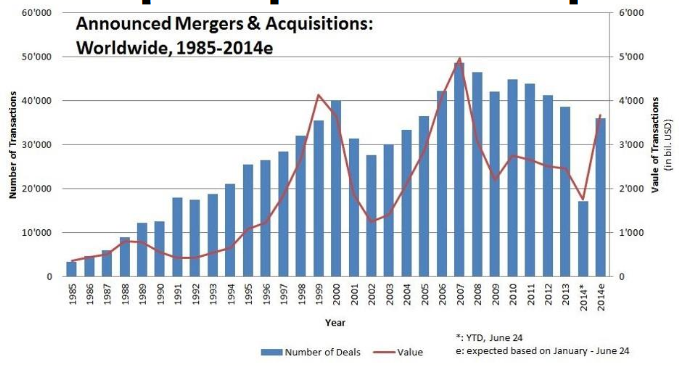 Announced Mergers & Acquisitions:
Worldwide, 1985-2014e
60'000
50'000
40'000
30'000
20'000
10'000
0
Number of Transactions
6'000
5'000
4'000
3'000
2'000
1'000
0
Vaule of Transactions
(in bil. USD)
1985 1986 1987 1988 1989 1990 1991 1992 1993 1994 1995 1996 1997 1998 1999 2000 2001 2002 2003 2004 2005 2006 2007 2008 2009 2010 2011 2012 2013 2014* 2014e
Year
Number of Deals Value
*: YTD, June 24
e: expected based on January - June 24